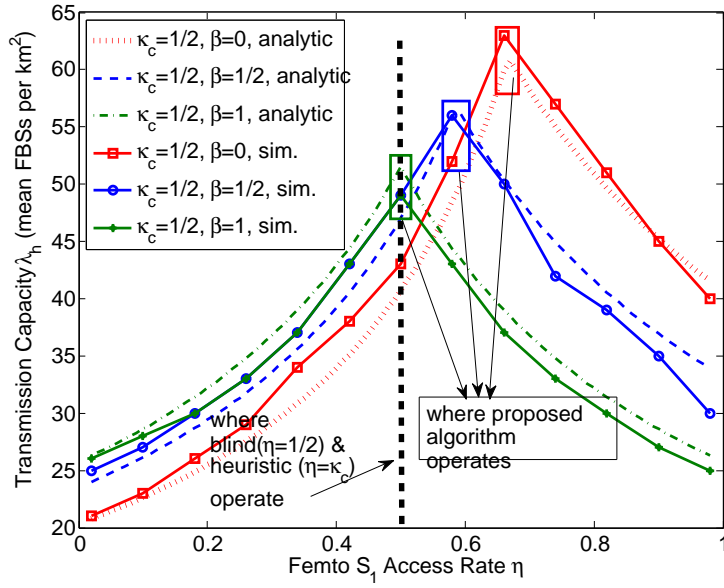 κc=1/2, β=0, analytic
κc=1/2, β=1/2, analytic
κc=1/2, β=1, analytic
κc=1/2, β=0, sim.
κc=1/2, β=1/2, sim.
κc=1/2, β=1, sim.
where
blind(η=1/2) &
heuristic (η=κc)
operate
where proposed
algorithm
operates
Transmission Capacity λh (mean FBSs per km²)
65
60
55
50
45
40
35
30
25
20
0
0.2
0.4
0.6
0.8
1
Femto S1 Access Rate η